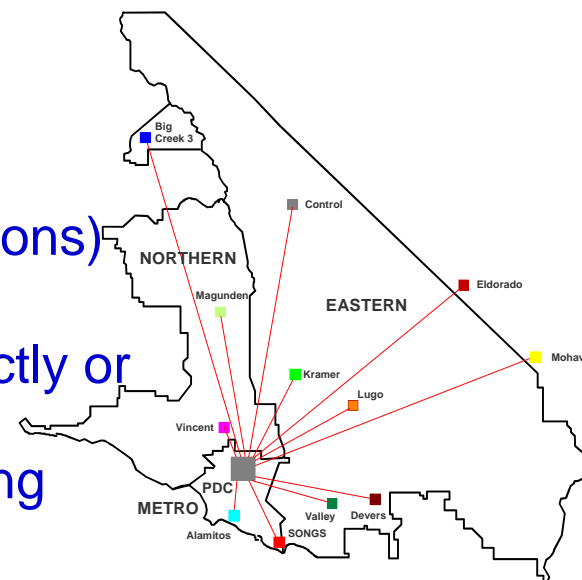 Big
Creek 3
Control
ons)
NORTHERN
Eldorado
Magunden
EASTERN
Mohav
ctly or
Kramer
Lugo
Vincent
ng
PDC
METRO
Valley
Devers
Alamitos
SONGS